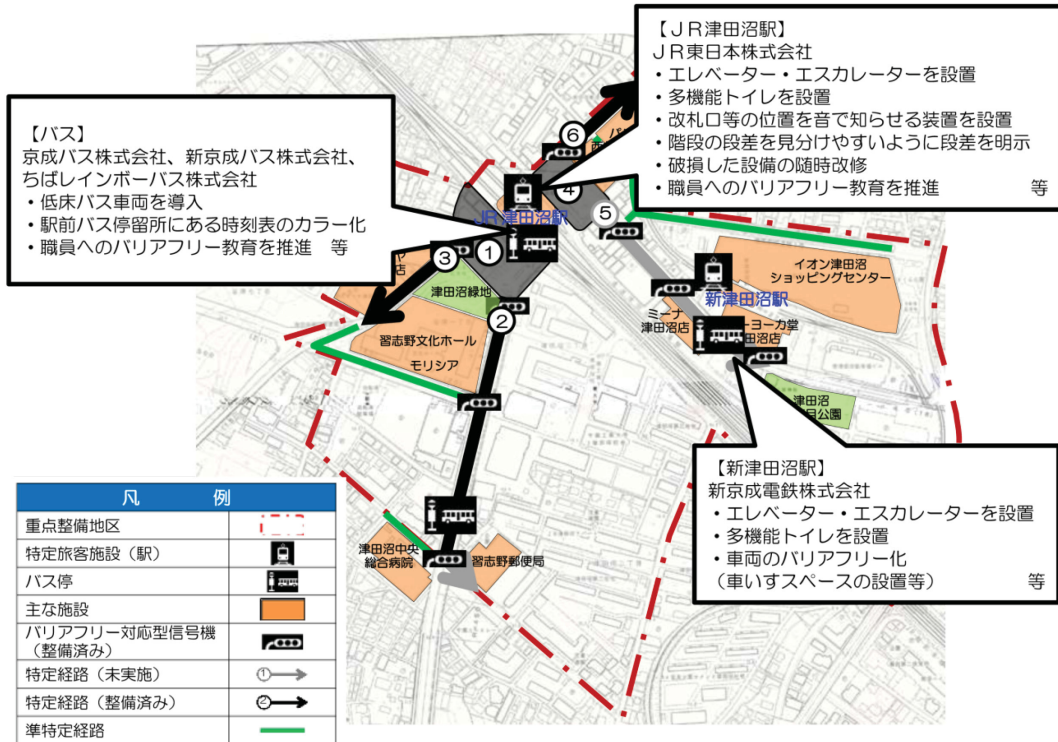 【ＪＲ津田沼駅】
ＪＲ東日本株式会社
・エレベーター・エスカレーターを設置
・多機能トイレを設置
・改札口等の位置を音で知らせる装置を設置
・階段の段差を見分けやすいように段差を明示
・破損した設備の随時改修
・職員へのバリアフリー教育を推進 等
【バス】
京成バス株式会社、新京成バス株式会社、
ちばレインボーバス株式会社
・低床バス車両を導入
・駅前バス停留所にある時刻表のカラー化
・職員へのバリアフリー教育を推進 等
⑥
④
JR 津田沼駅
⑤
①
③
②
津田沼緑地
習志野文化ホール
モリシア
イオン津田沼
ショッピングセンター
新津田沼駅
ミーナ
津田沼店
ーヨーカ堂
田沼店
津田沼
目公園
【新津田沼駅】
新京成電鉄株式会社
・エレベーター・エスカレーターを設置
・多機能トイレを設置
・車両のバリアフリー化
（車いすスペースの設置等） 等
津田沼中央
総合病院
習志野郵便局
凡 例
重点整備地区
特定旅客施設（駅）
バス停
主な施設
バリアフリー対応型信号機
（整備済み）
特定経路（未実施） ①
特定経路（整備済み） ②
準特定経路